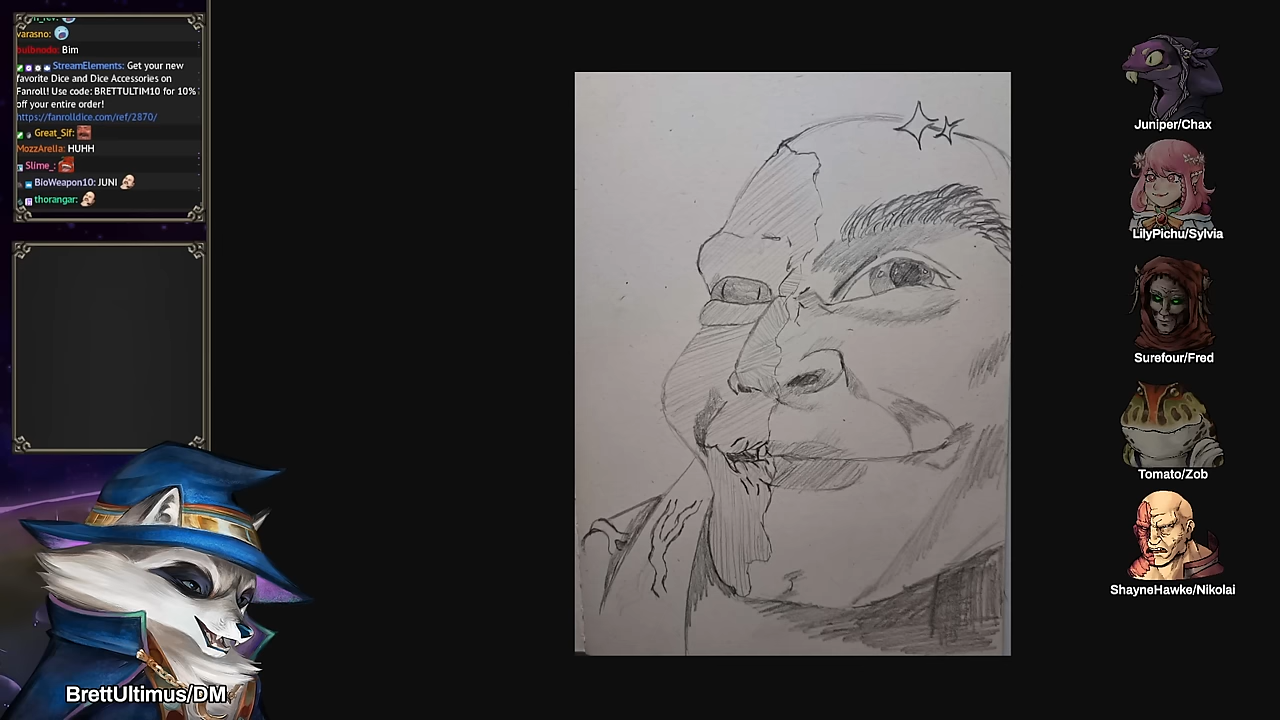 varasno:
bulbnodo: Bim
StreamElements: Get your new
favorite Dice and Dice Accessories on
Fanroll! Use code: BRETTULTIM10 for 10%
off your entire order!
https://fanrolldice.com/ref/2870/
Great_Sif:
MozzArella: HUHH
Slime_:
BioWeapon10: JUNI
thorangar:
BrettUltimus/DM
Juniper/Chax
LilyPichu/Sylvia
Surefour/Fred
Tomato/Zob
ShayneHawke/Nikolai